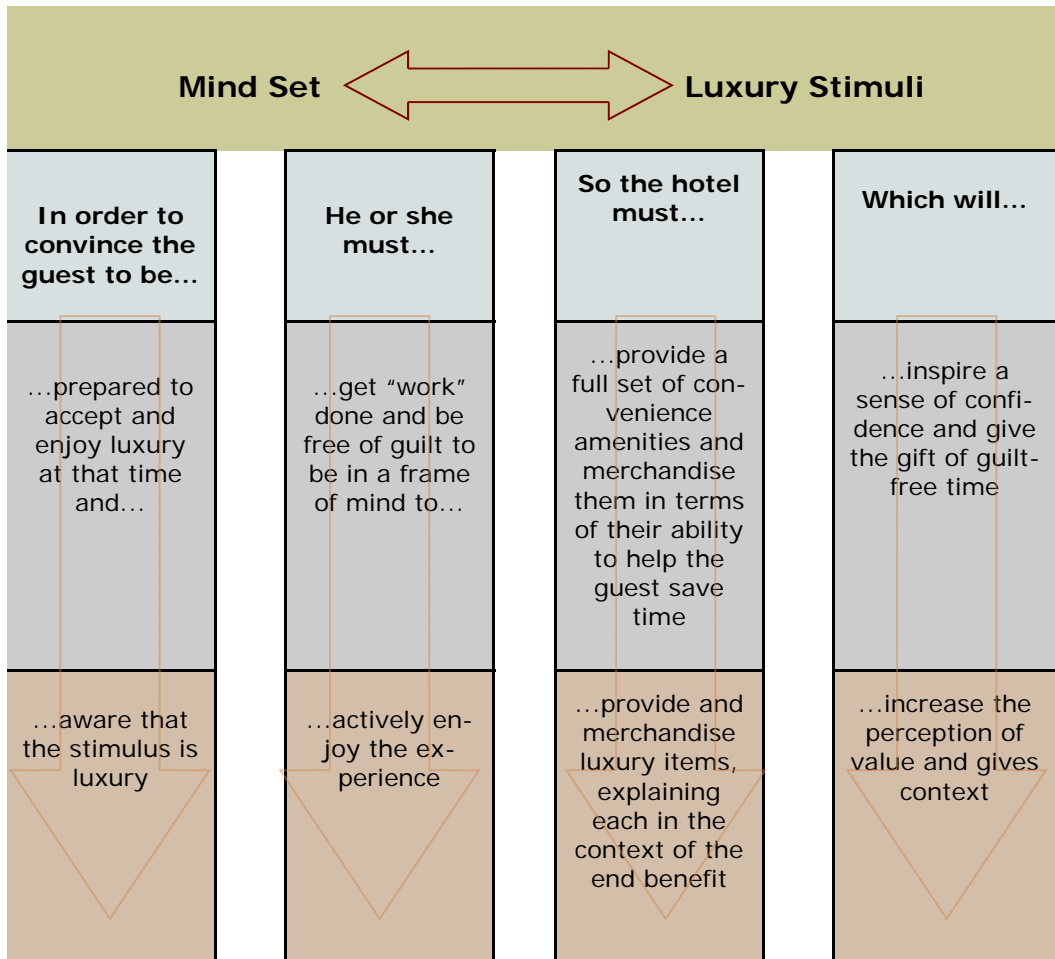 Mind Set
Luxury Stimuli
In order to
convince the
guest to be…
He or she
must…
So the hotel
must…
Which will…
…prepared to
accept and
enjoy luxury
at that time
and…
…get “work”
done and be
free of guilt to
be in a frame
of mind to…
…provide a
full set of con-
venience
amenities and
merchandise
them in terms
of their ability
to help the
guest save
time
…inspire a
sense of confi-
dence and give
the gift of guilt-
free time
…aware that
the stimulus is
luxury
…actively en-
joy the ex-
perience
…provide and
merchandise
luxury items,
explaining
each in the
context of the
end benefit
…increase the
perception of
value and gives
context